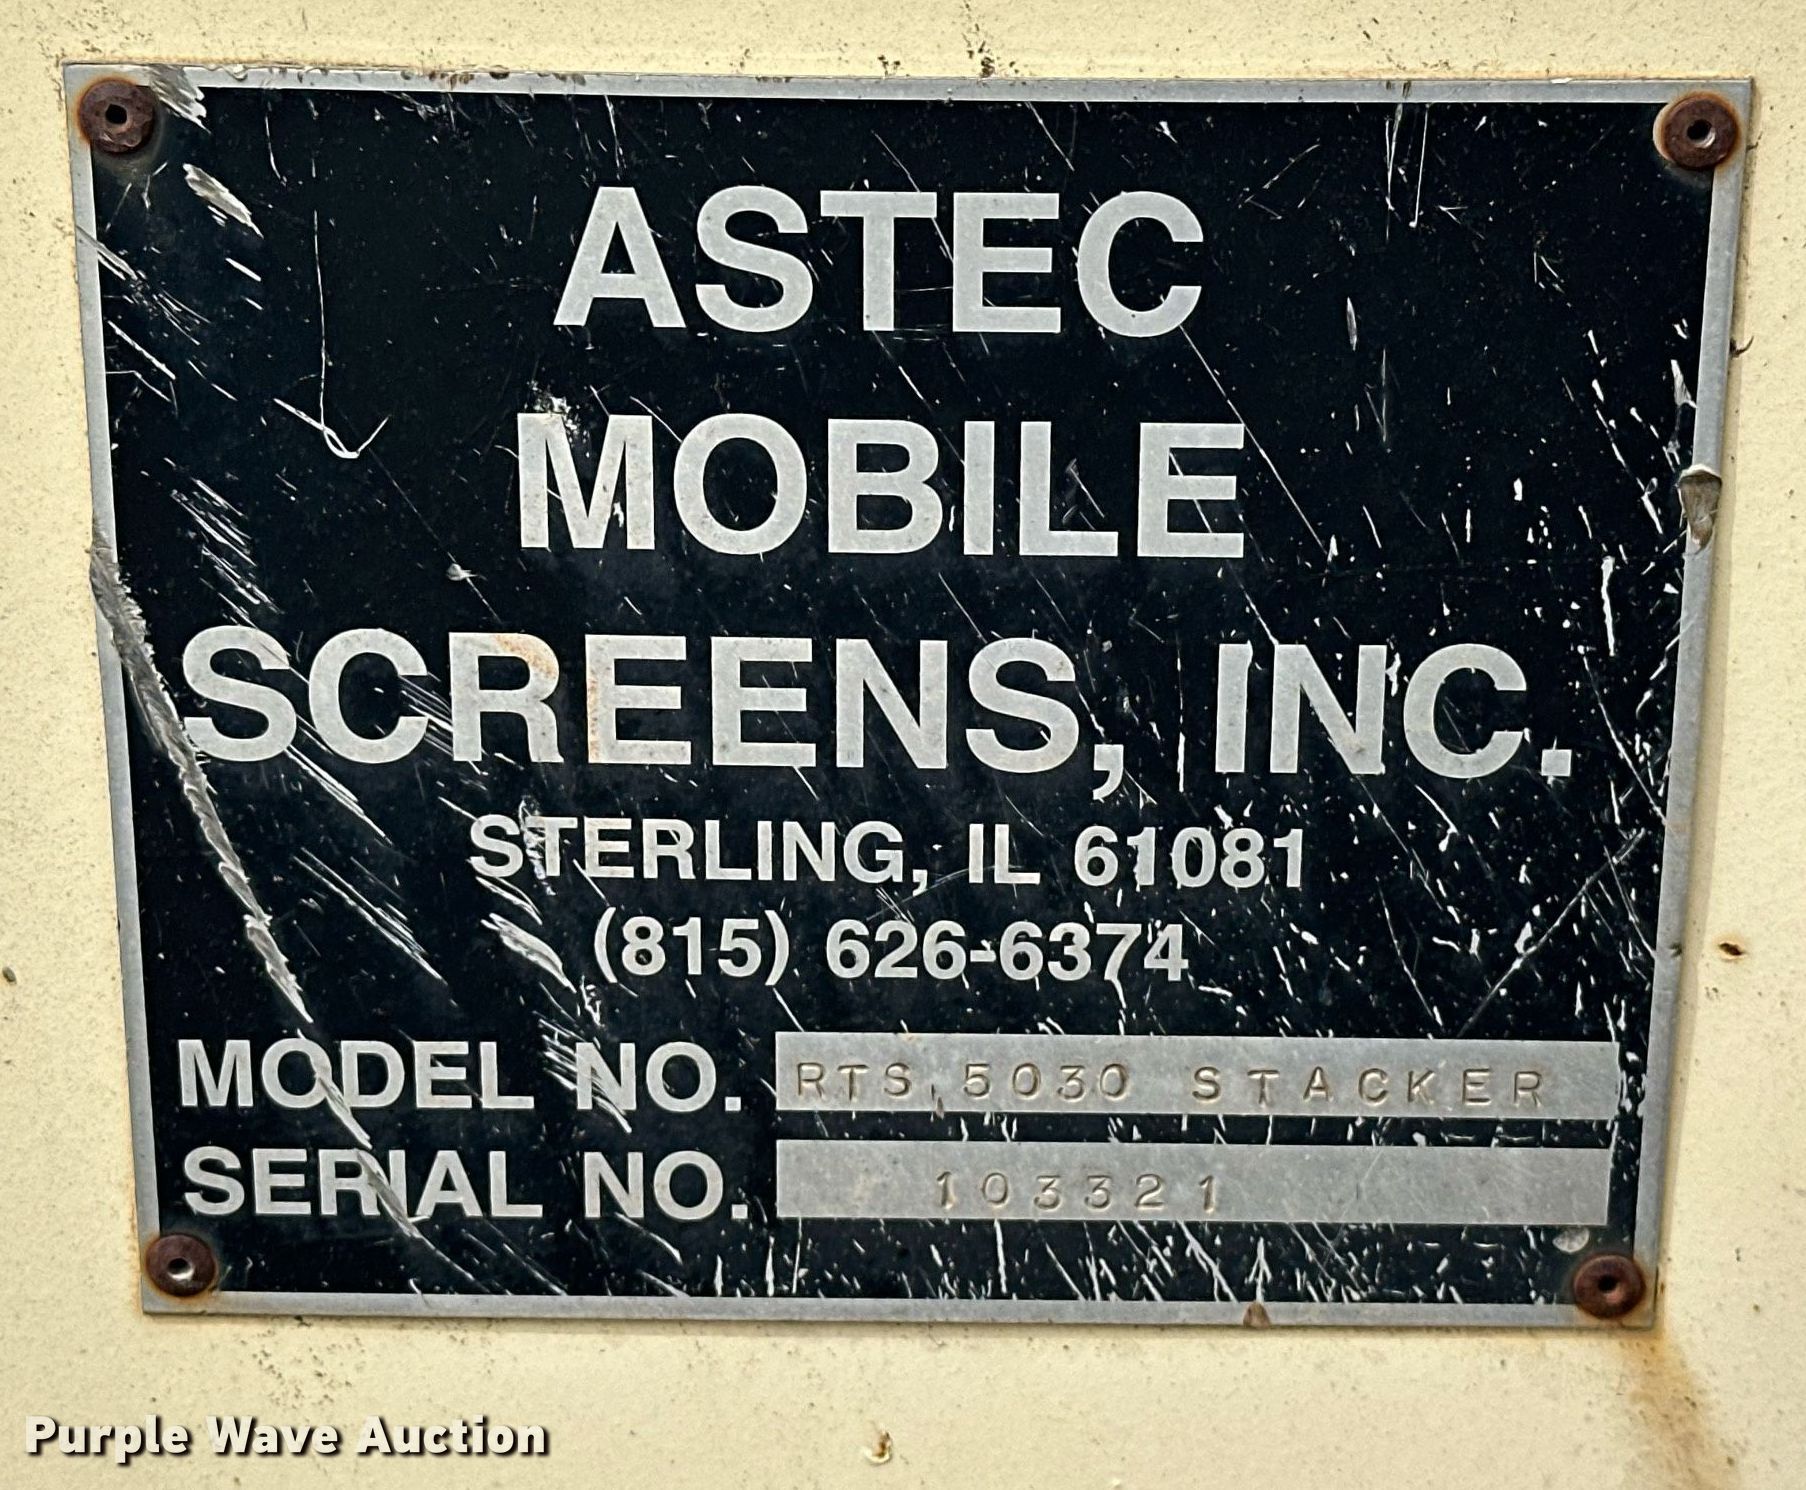 ASTEC
MOBILE
SCREENS, INC.
STERLING, IL 61081
(815) 626-6374
MODEL NO. RTS,5030 STACKER
SERIAL NO. 103321
Purple Wave Auction